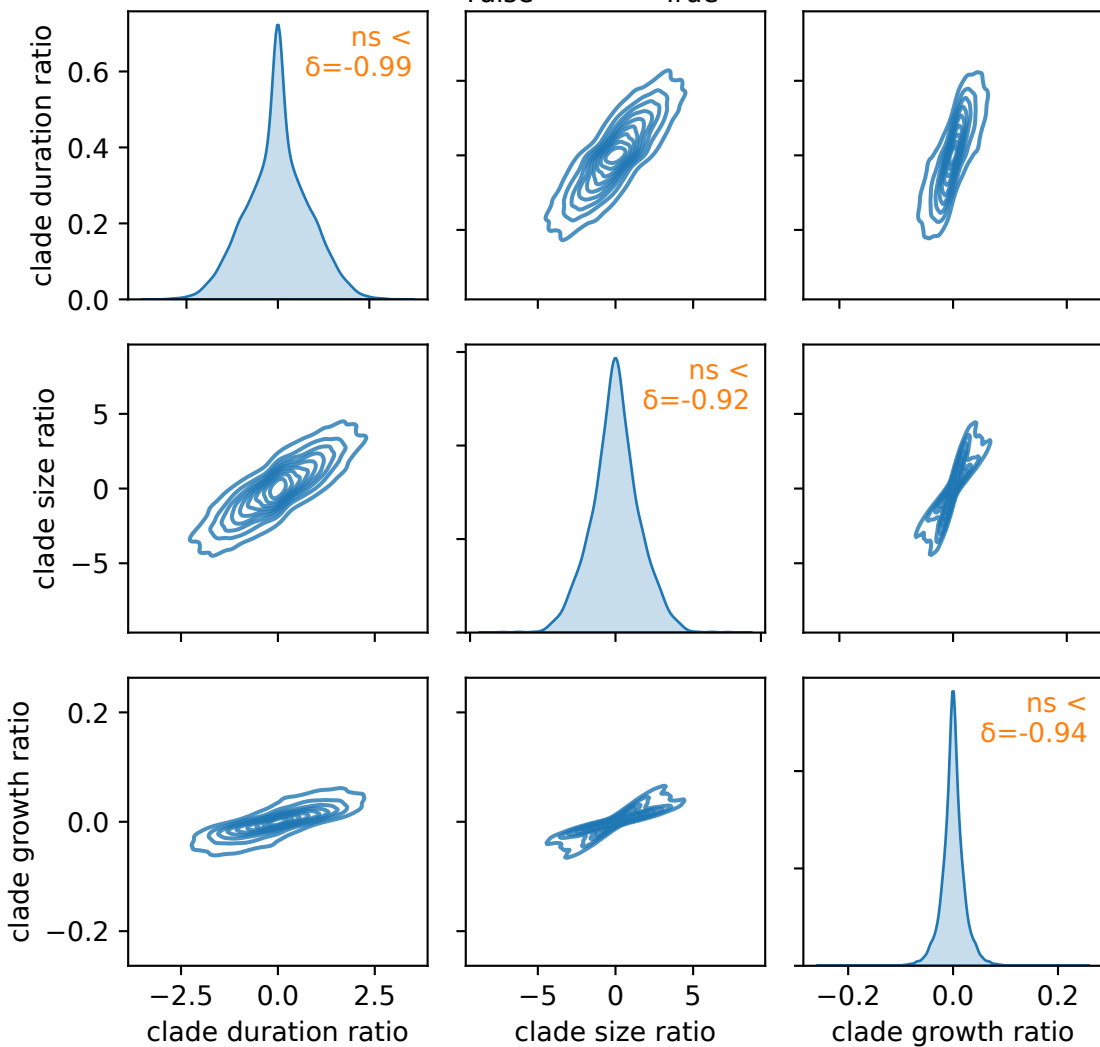 True
clade duration ratio
0.6
0.4
0.2
0.0
ns <
δ=-0.99
clade size ratio
5
0
−5
ns <
δ=-0.92
clade growth ratio
0.2
0.0
−0.2
ns <
δ=-0.94
−2.5 0.0 2.5
−5 0 5
−0.2 0.0 0.2
clade duration ratio
clade size ratio
clade growth ratio